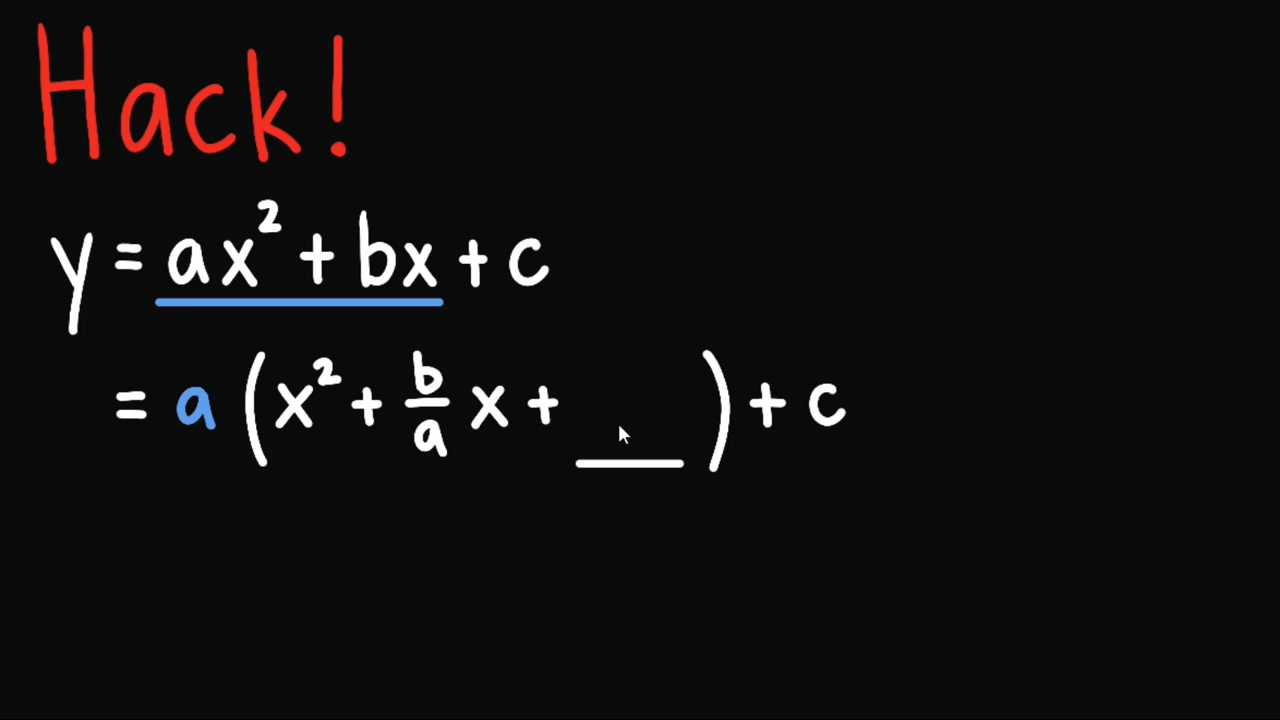 Hack!
y = ax² + bx + c
= a (x² + b/a x + ___ ) + c